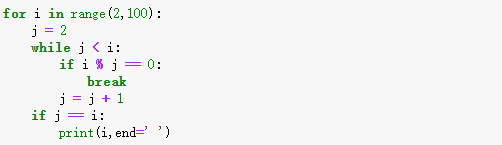 for i in range(2,100):
    j = 2
    while j < i:
        if i % j == 0:
            break
        j = j + 1
    if j == i:
        print(i,end=' ')